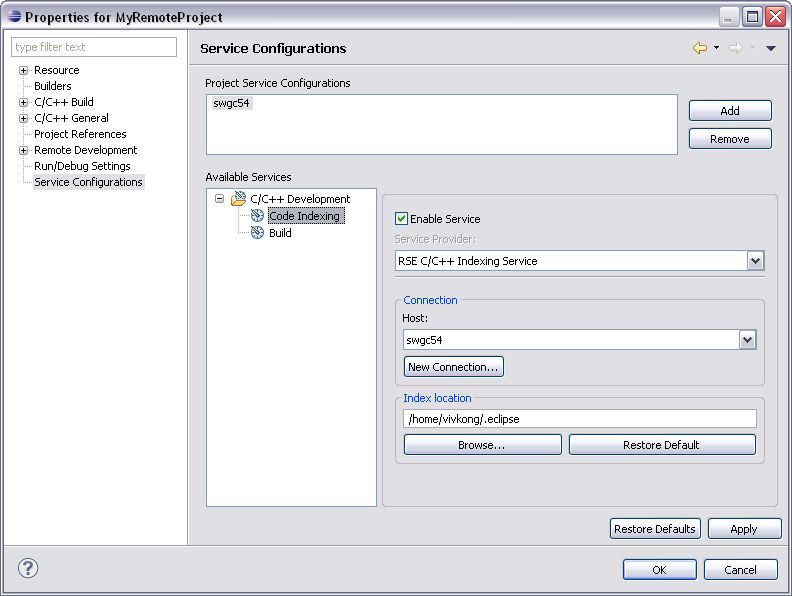 Properties for MyRemoteProject
type filter text
Resource
Builders
C/C++ Build
C/C++ General
Project References
Remote Development
Run/Debug Settings
Service Configurations
Service Configurations
Project Service Configurations
swgc54
Add
Remove
Available Services
C/C++ Development
Code Indexing
Build
Enable Service
Service Provider:
RSE C/C++ Indexing Service
Connection
Host:
swgc54
New Connection...
Index location
/home/vivkong/.eclipse
Browse...
Restore Default
Restore Defaults
Apply
?
OK
Cancel